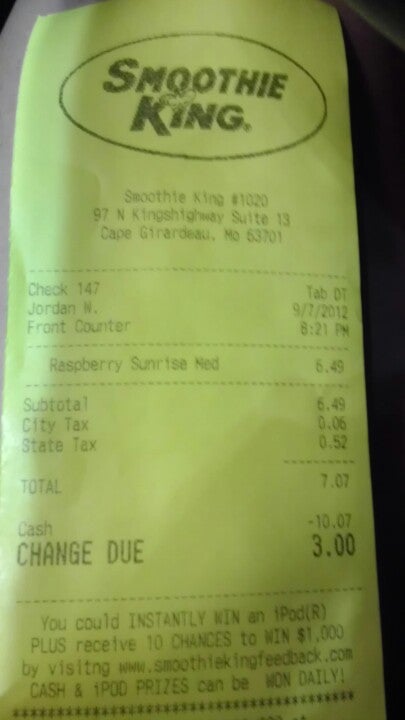 SMOOTHIE
KING®
Smoothie King #1020
97 N Kingshighway Suite 13
Cape Girardeau, Mo 63701
Check 147 Tab DT
Jordan W. 9/7/2012
Front Counter 8:21 PM
Raspberry Sunrise Med 6.49
Subtotal 6.49
City Tax 0.06
State Tax 0.52
TOTAL 7.07
Cash -10.07
CHANGE DUE 3.00
You could INSTANTLY WIN an iPod(R)
PLUS receive 10 CHANCES to WIN $1,000
by visitng www.smoothiekingfeedback.com
CASH & iPOD PRIZES can be WON DAILY!